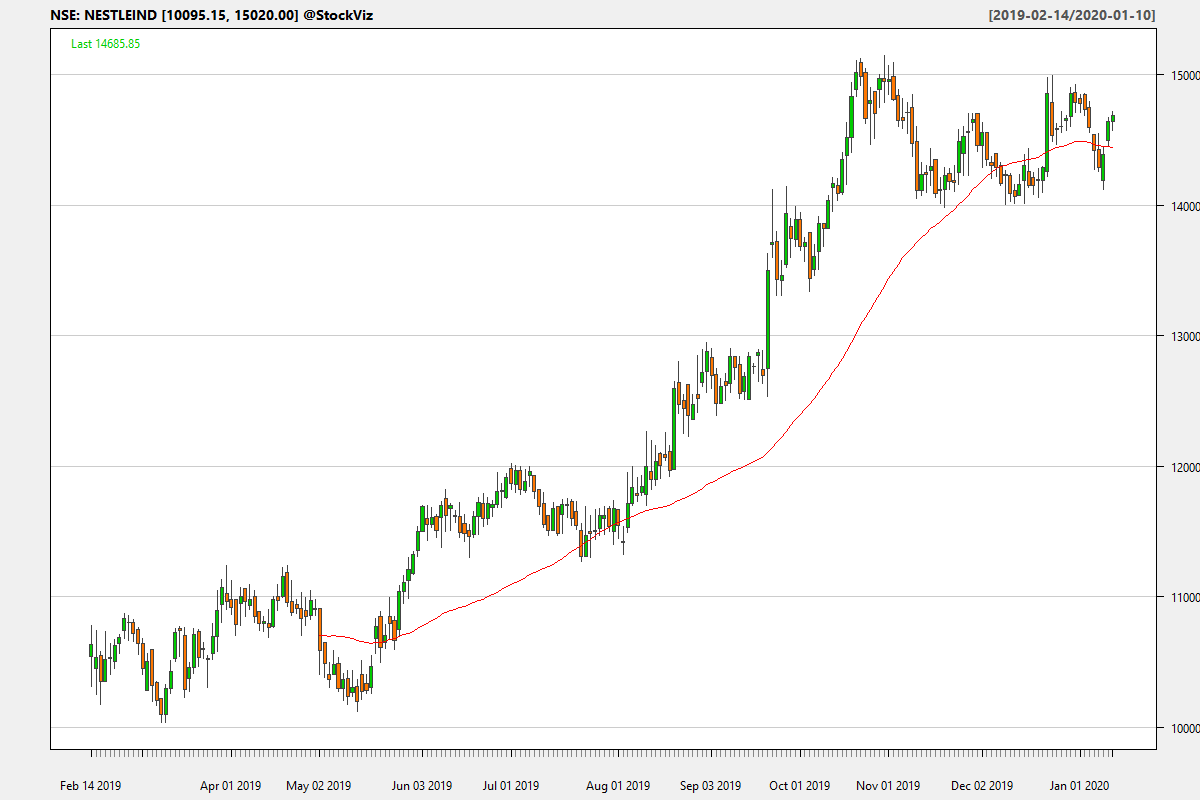 NSE: NESTLEIND [10095.15, 15020.00] @StockViz
[2019-02-14/2020-01-10]
Last 14685.85
15000
14000
13000
12000
11000
10000
Feb 14 2019
Apr 01 2019
May 02 2019
Jun 03 2019
Jul 01 2019
Aug 01 2019
Sep 03 2019
Oct 01 2019
Nov 01 2019
Dec 02 2019
Jan 01 2020